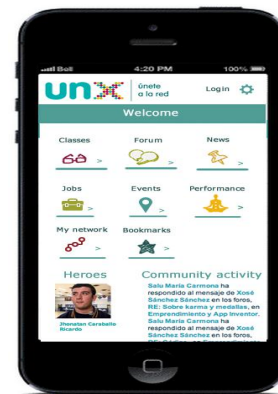 Bell 4:20 PM 100%
unx únete
a la red
Login
Welcome
Classes Forum News
> > >
Jobs Events Performance
> > >
My network Bookmarks
> >
Heroes
Jhonatan Caraballo
Ricardo
Community activity
Salu María Carmona ha
respondido al mensaje de Xosé
Sánchez Sánchez en los foros,
RE: Sobre karma y medallas, en
Emprendimiento y App Inventor.
Salu María Carmona ha
respondido al mensaje de Xosé
Sánchez Sánchez en los foros,